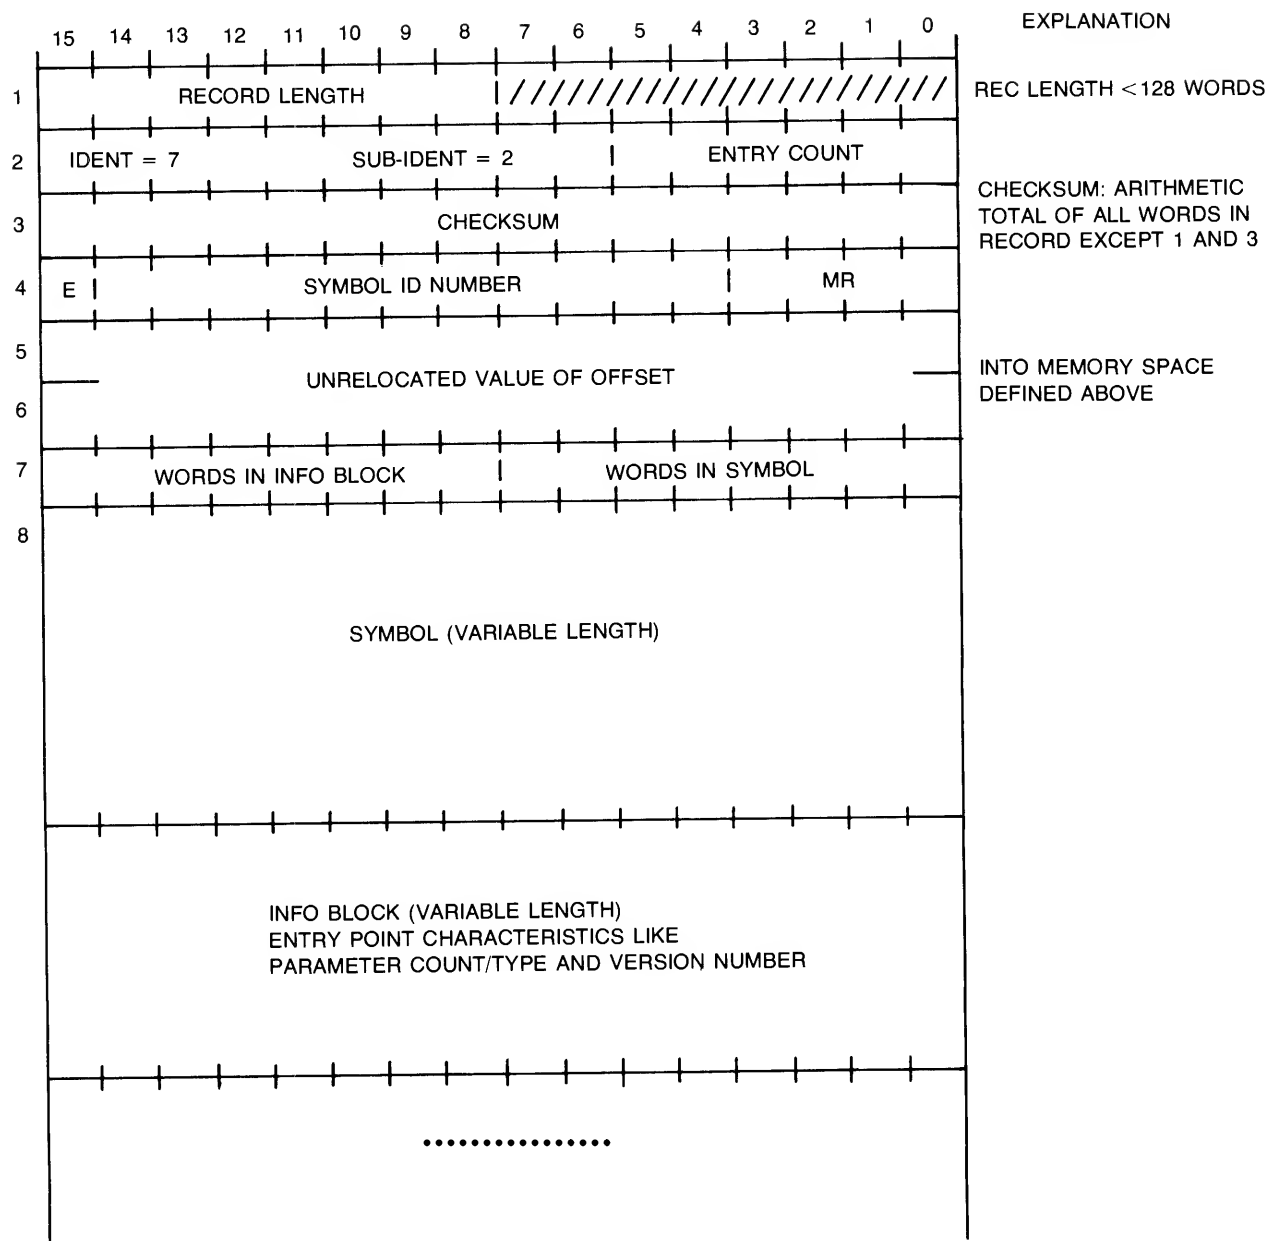 EXPLANATION
15 14 13 12 11 10 9 8 7 6 5 4 3 2 1 0
1 RECORD LENGTH REC LENGTH <128 WORDS
2 IDENT = 7 SUB-IDENT = 2 ENTRY COUNT
3 CHECKSUM
CHECKSUM: ARITHMETIC
TOTAL OF ALL WORDS IN
RECORD EXCEPT 1 AND 3
4 E SYMBOL ID NUMBER MR
5
UNRELOCATED VALUE OF OFFSET
6
INTO MEMORY SPACE
DEFINED ABOVE
7 WORDS IN INFO BLOCK WORDS IN SYMBOL
8
SYMBOL (VARIABLE LENGTH)
INFO BLOCK (VARIABLE LENGTH)
ENTRY POINT CHARACTERISTICS LIKE
PARAMETER COUNT/TYPE AND VERSION NUMBER
................